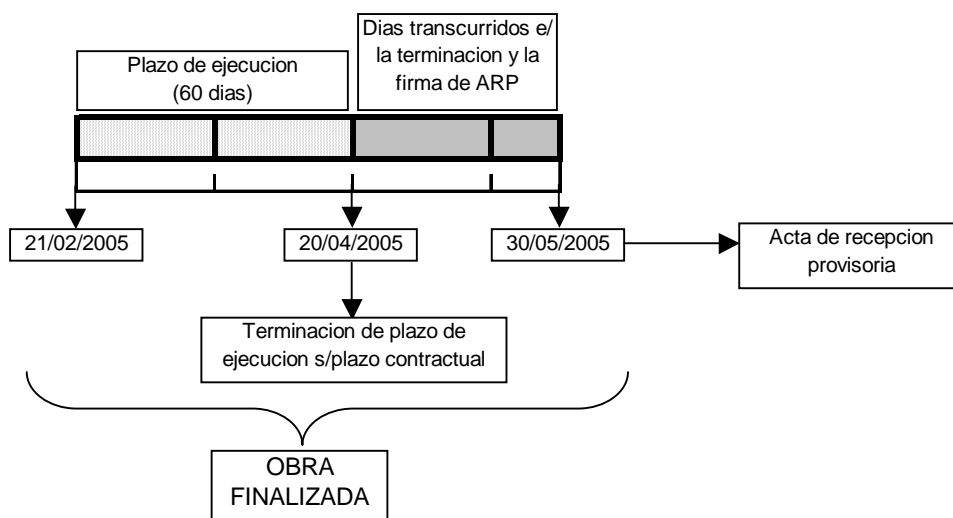 Plazo de ejecucion
(60 dias)
Dias transcurridos e/
la terminacion y la
firma de ARP
21/02/2005
20/04/2005
30/05/2005
Acta de recepcion
provisoria
Terminacion de plazo de
ejecucion s/plazo contractual
OBRA
FINALIZADA